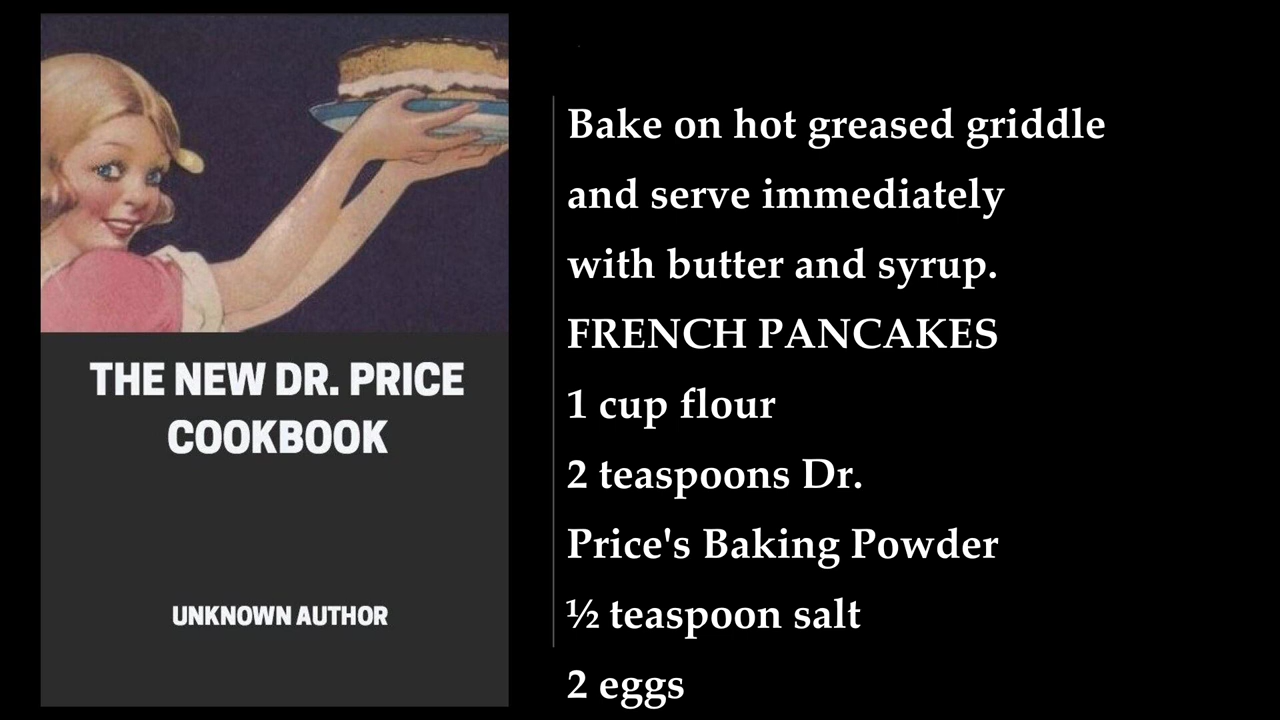 THE NEW DR. PRICE
COOKBOOK
UNKNOWN AUTHOR
Bake on hot greased griddle
and serve immediately
with butter and syrup.
FRENCH PANCAKES
1 cup flour
2 teaspoons Dr.
Price's Baking Powder
½ teaspoon salt
2 eggs